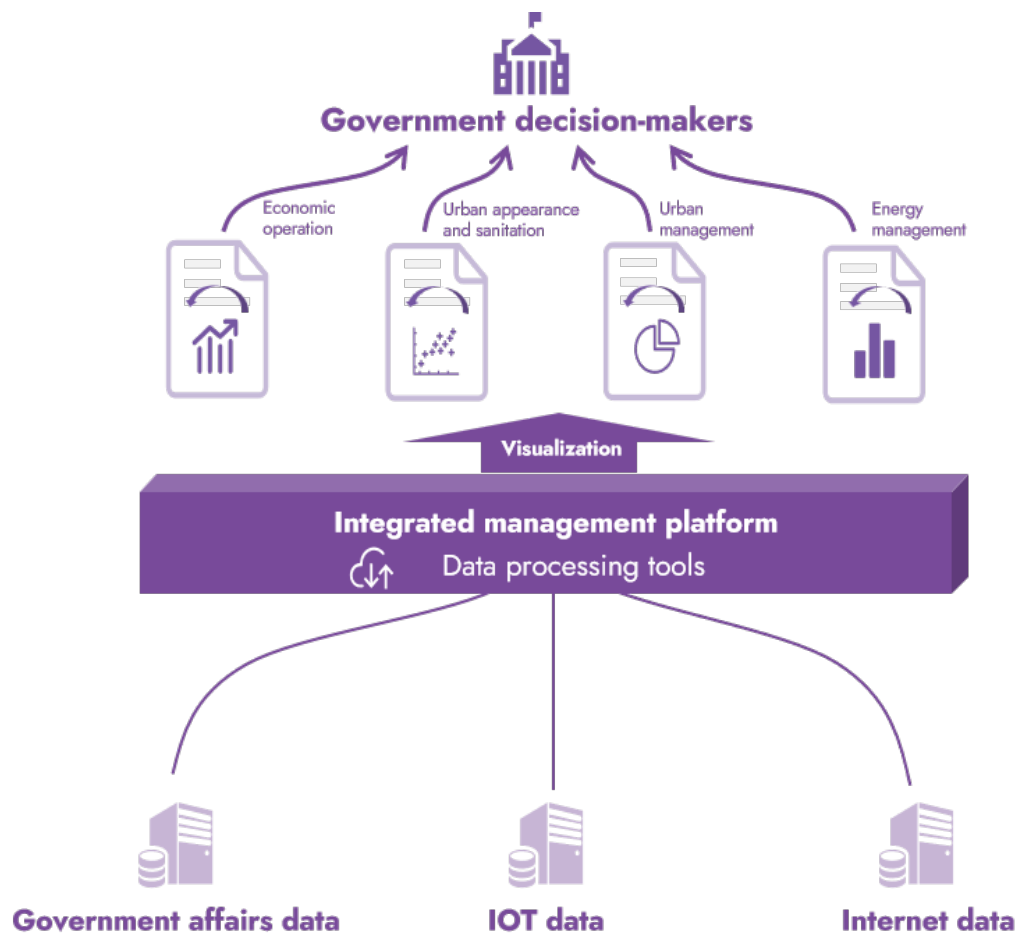 Government decision-makers
Economic
operation
Urban appearance
and sanitation
Urban
management
Energy
management
Visualization
Integrated management platform
Data processing tools
Government affairs data
IOT data
Internet data